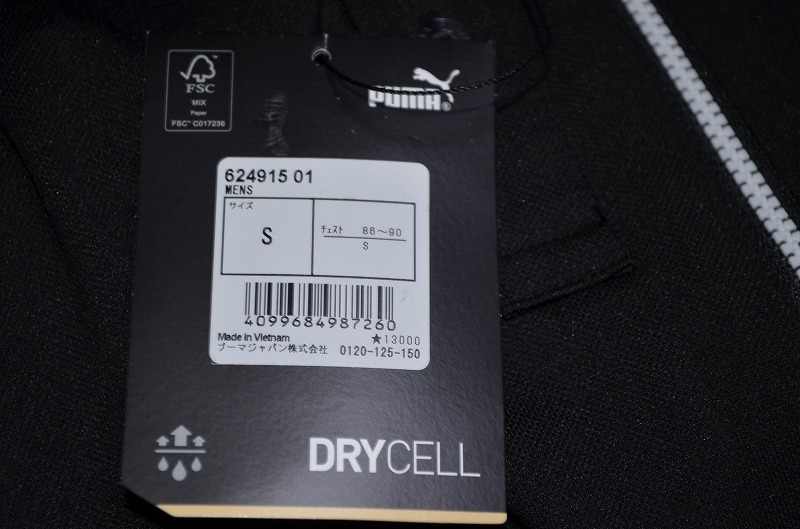 FSC
MIX
Paper
FSC™ C017236
PUMA®
624915 01
MENS
サイズ
S
チェスト 86～90
S
4099684987260
Made in Vietnam
★13000
プーマジャパン株式会社 0120-125-150
DRYCELL